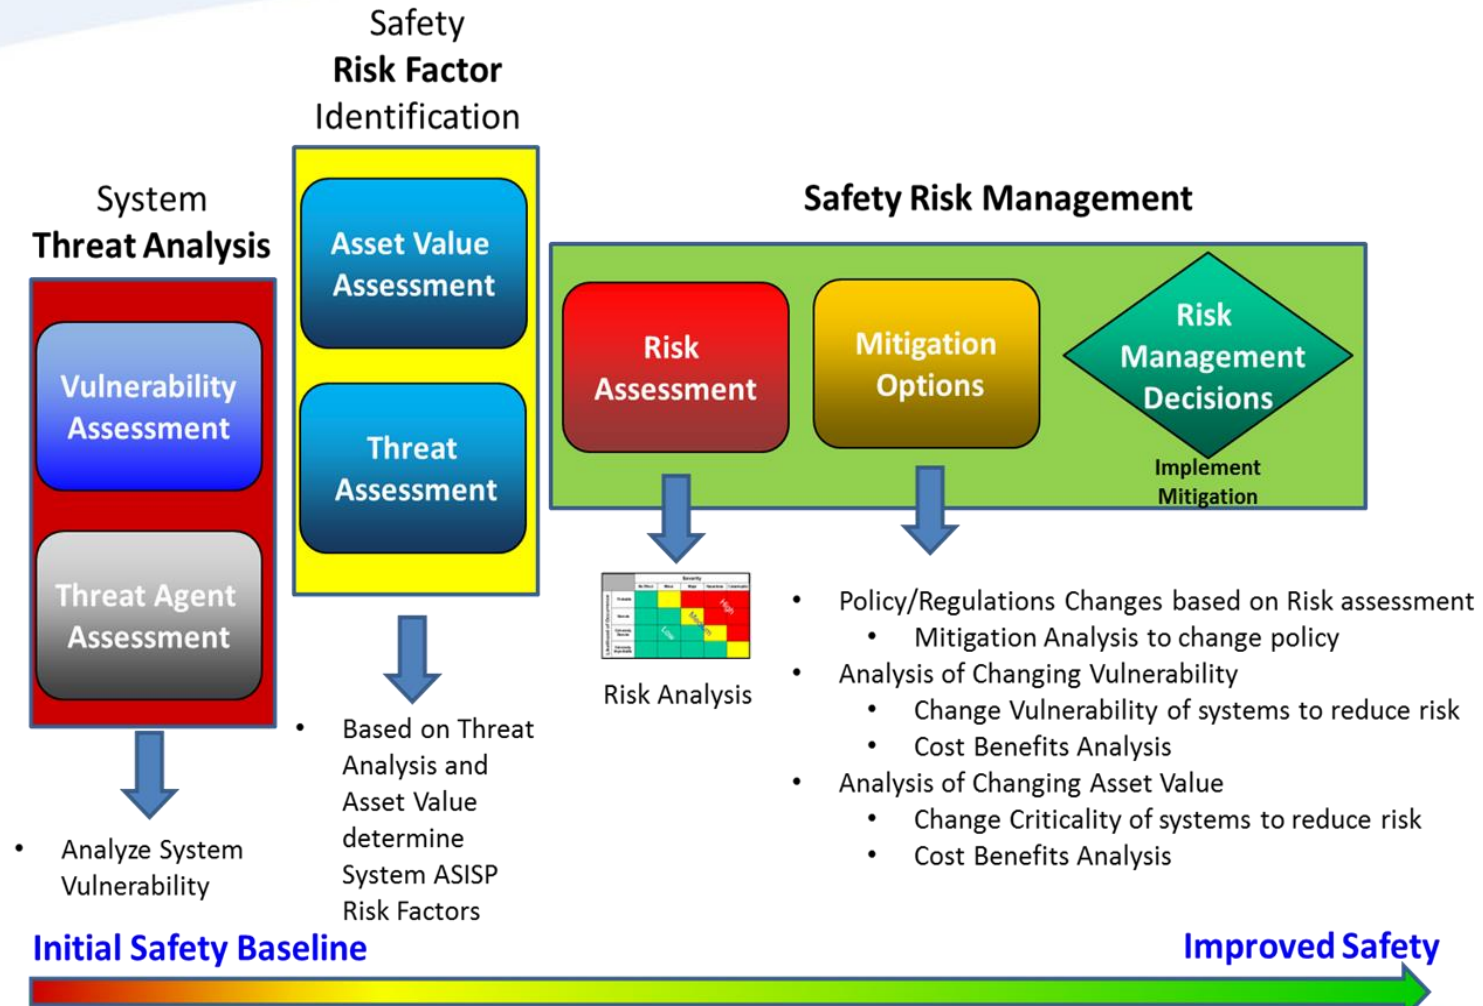 Safety
Risk Factor
Identification
System
Threat Analysis
Safety Risk Management
Asset Value
Assessment
Threat
Assessment
Vulnerability
Assessment
Threat Agent
Assessment
Risk
Assessment
Mitigation
Options
Risk
Management
Decisions
Implement
Mitigation
Severity
High
Medium
Low
Risk Analysis
• Analyze System
Vulnerability
• Based on Threat
Analysis and
Asset Value
determine
System ASISP
Risk Factors
• Policy/Regulations Changes based on Risk assessment
• Mitigation Analysis to change policy
• Analysis of Changing Vulnerability
• Change Vulnerability of systems to reduce risk
• Cost Benefits Analysis
• Analysis of Changing Asset Value
• Change Criticality of systems to reduce risk
• Cost Benefits Analysis
Initial Safety Baseline
Improved Safety